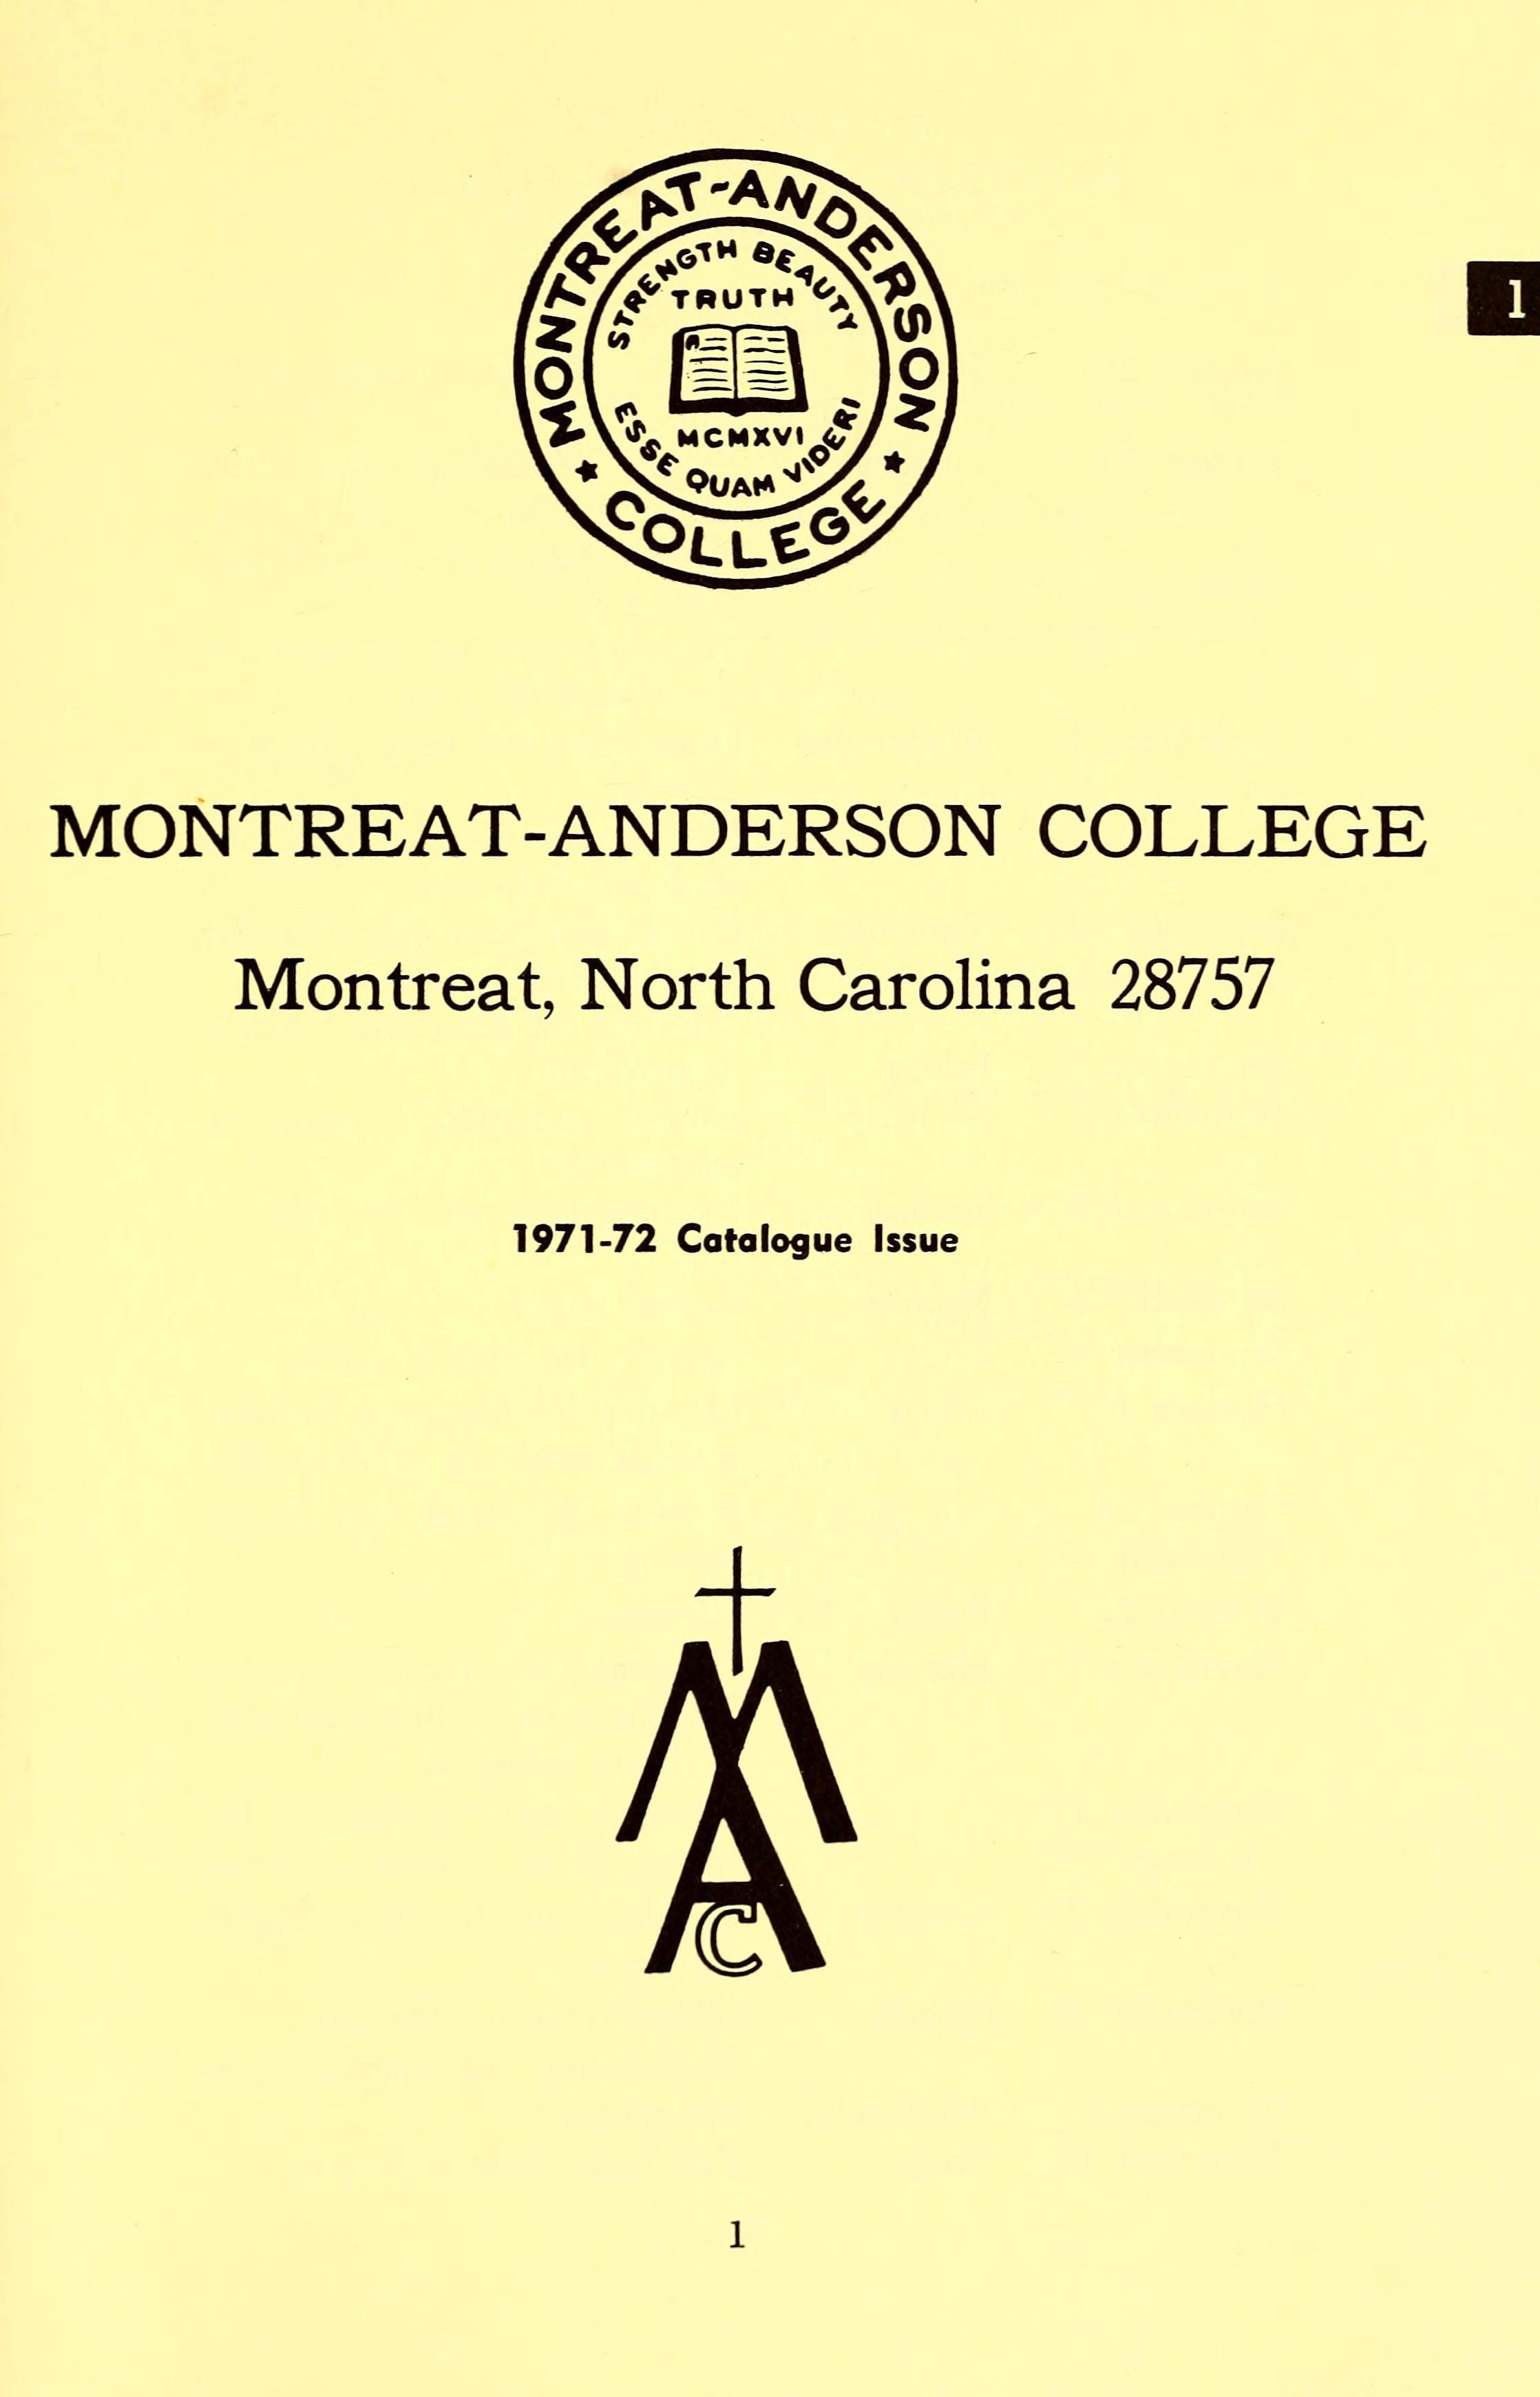 MONTREAT-ANDERSON
STRENGTH BEAUTY
TRUTH
MCMXVI
ESSE QUAM VIDERI
★ COLLEGE ★
1
MONTREAT-ANDERSON COLLEGE
Montreat, North Carolina 28757
1971-72 Catalogue Issue
M
A
C
1